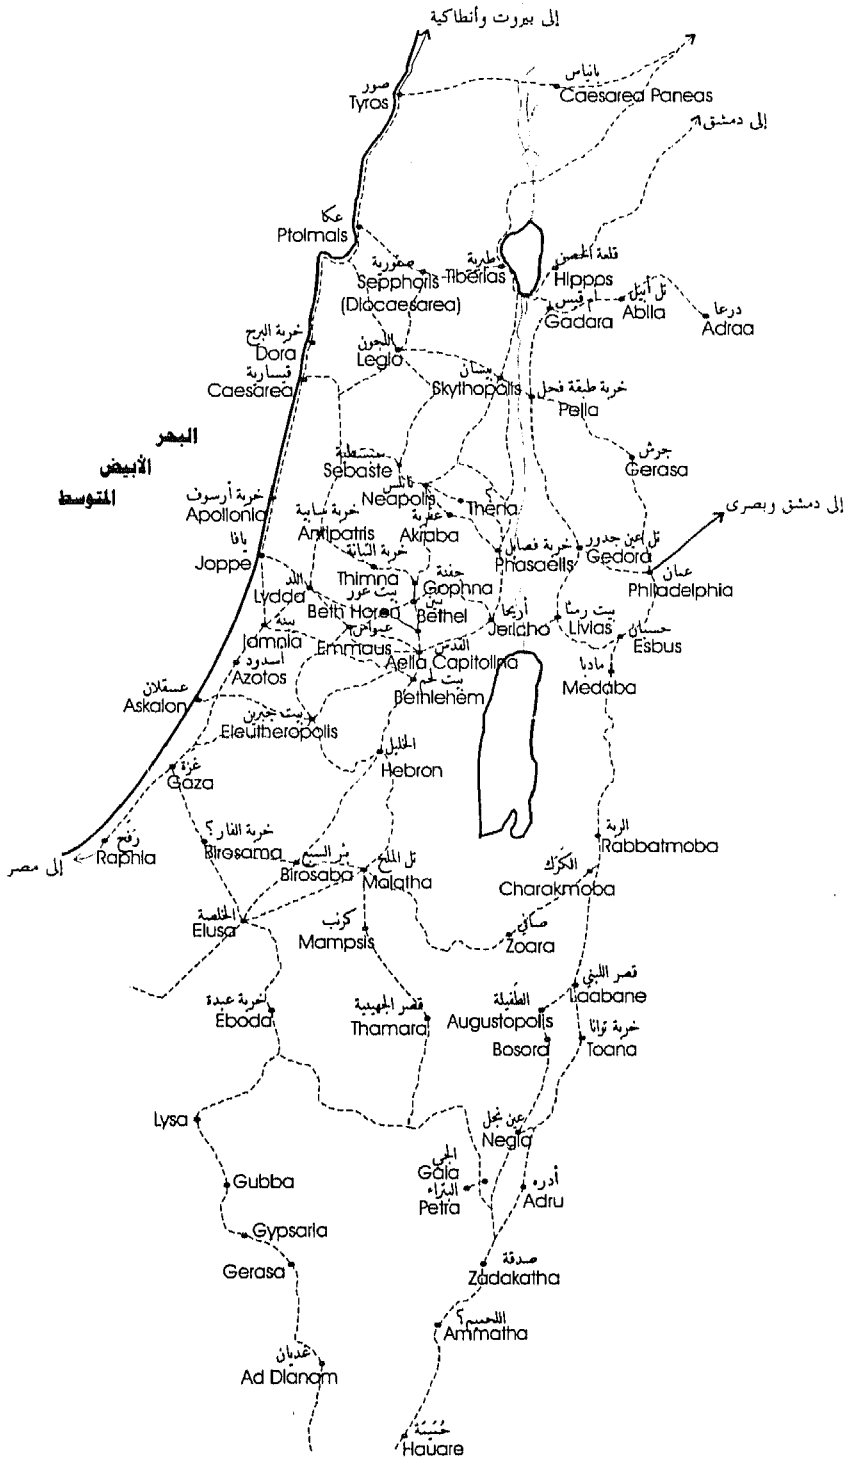 إلى بيروت وأنطاكية
صور
Tyros
بانياس
Caesarea Paneas
إلى دمشق
عكا
Ptolmais
صفورية
Sepphoris
(Diocaesarea)
طبرية
Tiberias
قلعة الحصن
Hippos
أم قيس
Gadara
تل أبيل
Abila
درعا
Adraa
خربة البرج
Dora
اللجون
Legio
قيسارية
Caesarea
بيسان
Skythopolis
خربة طبقة فحل
Pella
البحر
الأبيض
المتوسط
سبسطية
Sebaste
جرش
Gerasa
نابلس
Neapolis
؟
Thena
خربة أرسوف
Apollonia
عقربة
Akraba
إلى دمشق وبصرى
Antipatris
يافا
Joppe
Thimna
جفنة
Gophna
خربة فصايل
Phasaelis
تل عين جدور
Gedora
عمان
Philadelphia
اللد
Lydda
بيت عور
Beth Horon
Bethel
أريحا
Jericho
Livias
حسبان
Esbus
يبنة
Jamnia
عمواس
Emmaus
القدس
Aelia Capitolina
أسدود
Azotos
بيت لحم
Bethlehem
مادبا
Medaba
عسقلان
Askalon
بيت جبرين
Eleutheropolis
الخليل
Hebron
غزة
Gaza
رفح
Raphia
إلى مصر
خربة الفار؟
Birosama
بئر السبع
Birosaba
تل الملح
Malatha
الربة
Rabbatmoba
الكرك
Charakmoba
الخلصة
Elusa
كرنب
Mampsis
صافي
Zoara
خربة عبدة
Eboda
قصر الجهينية
Thamara
الطفيلة
Augustopolis
قصر اللبني
Laabane
Bosora
خربة توانا
Toana
Lysa
عين نجل
Negla
الجي
Gaia
البتراء
Petra
أدره
Adru
Gubba
Gypsaria
Gerasa
صدقة
Zadakatha
Ammatha
غديان
Ad Dianam
Hauare